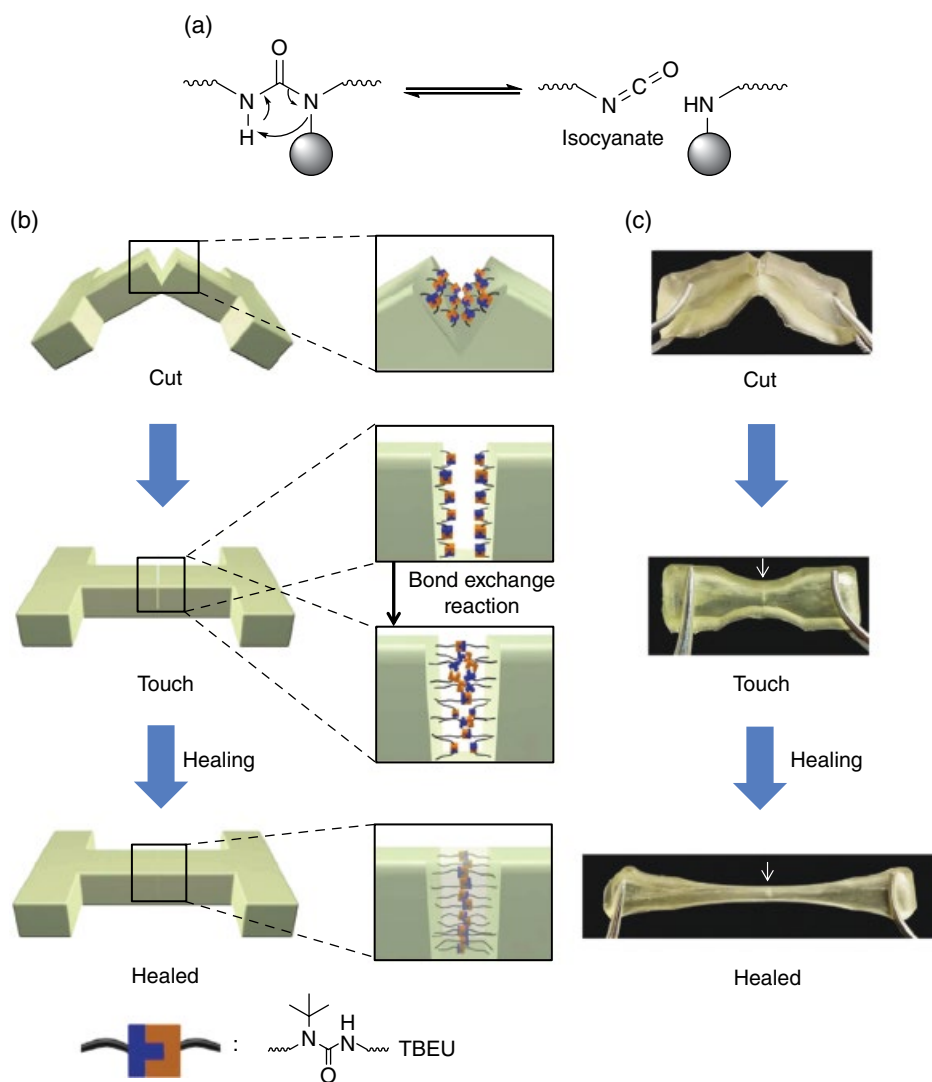 (a)
O
N
H
N
N
C
O
Isocyanate
HN
(b)
(c)
Cut
Cut
Bond exchange
reaction
Touch
Touch
Healing
Healing
Healed
Healed
:
N
H
N
O
TBEU